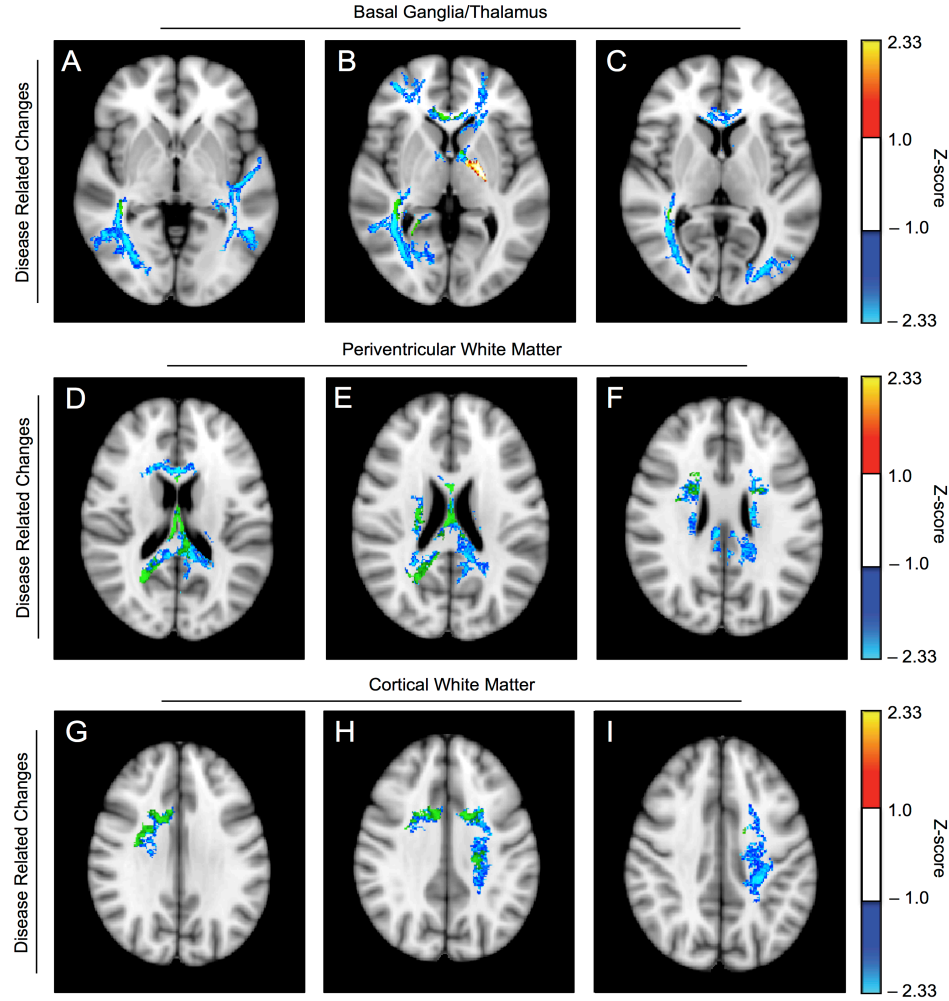 Basal Ganglia/Thalamus
Disease Related Changes
A
B
C
2.33
1.0
– 1.0
– 2.33
Z-score
Periventricular White Matter
Disease Related Changes
D
E
F
2.33
1.0
– 1.0
– 2.33
Z-score
Cortical White Matter
Disease Related Changes
G
H
I
2.33
1.0
– 1.0
– 2.33
Z-score